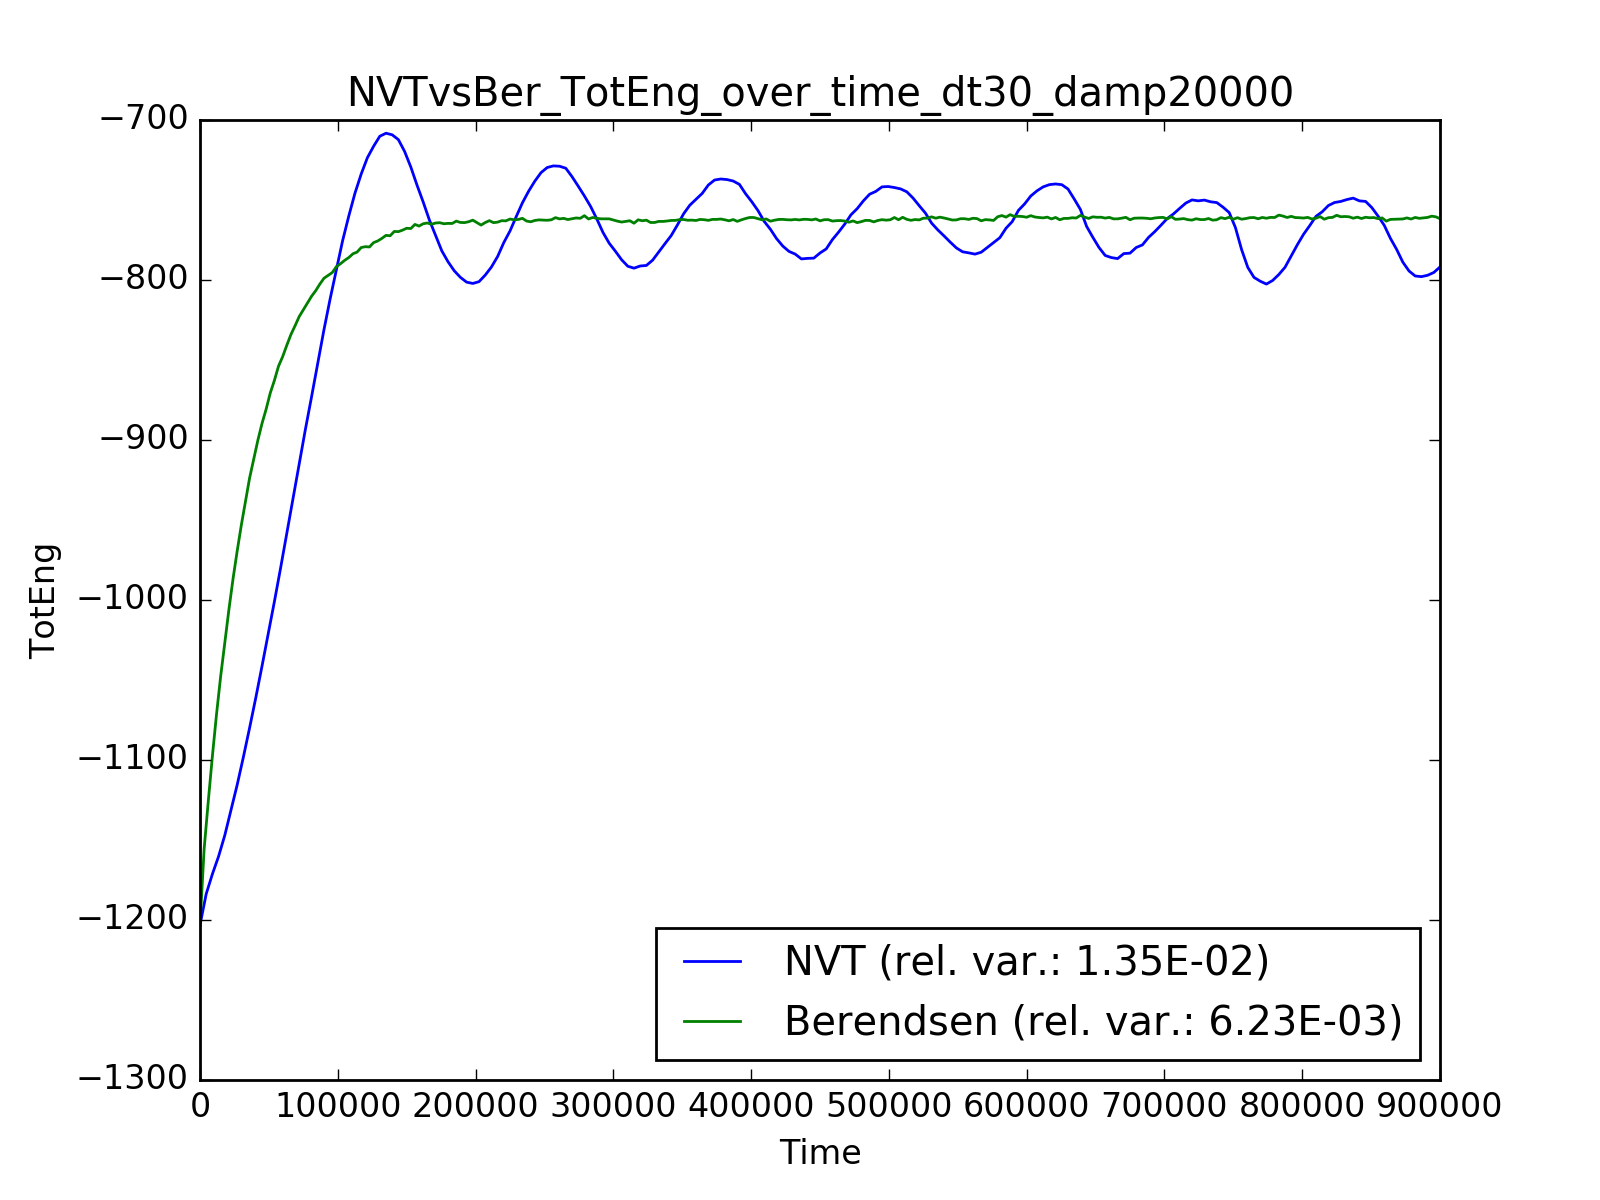 NVTvsBer_TotEng_over_time_dt30_damp20000
−700
−800
−900
−1000
−1100
−1200
−1300
TotEng
NVT (rel. var.: 1.35E-02)
Berendsen (rel. var.: 6.23E-03)
0 100000 200000 300000 400000 500000 600000 700000 800000 900000
Time